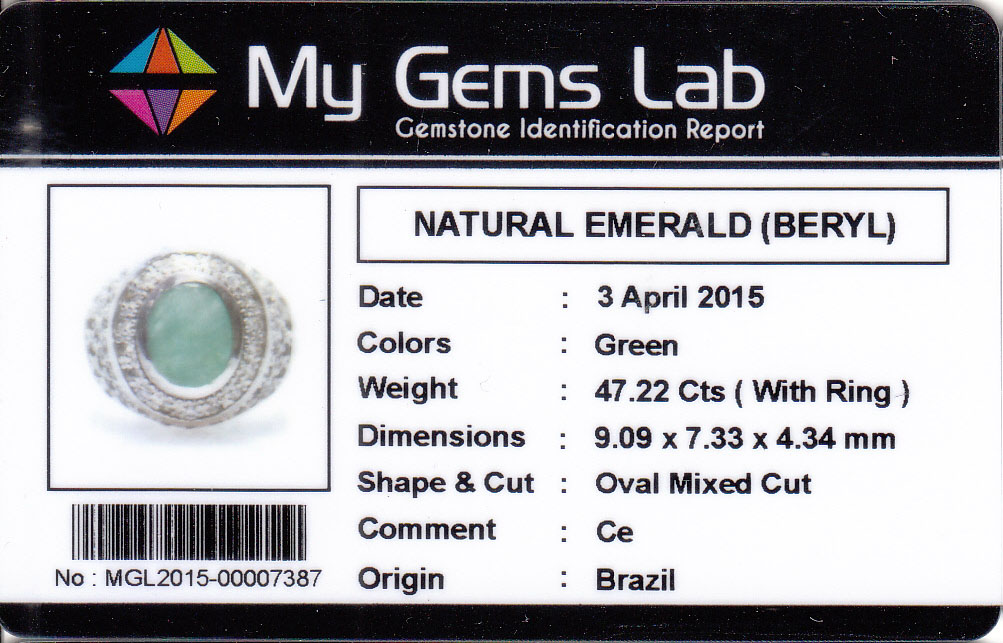 My Gems Lab
Gemstone Identification Report
NATURAL EMERALD (BERYL)
Date : 3 April 2015
Colors : Green
Weight : 47.22 Cts ( With Ring )
Dimensions : 9.09 x 7.33 x 4.34 mm
Shape & Cut : Oval Mixed Cut
Comment : Ce
Origin : Brazil
No : MGL2015-00007387